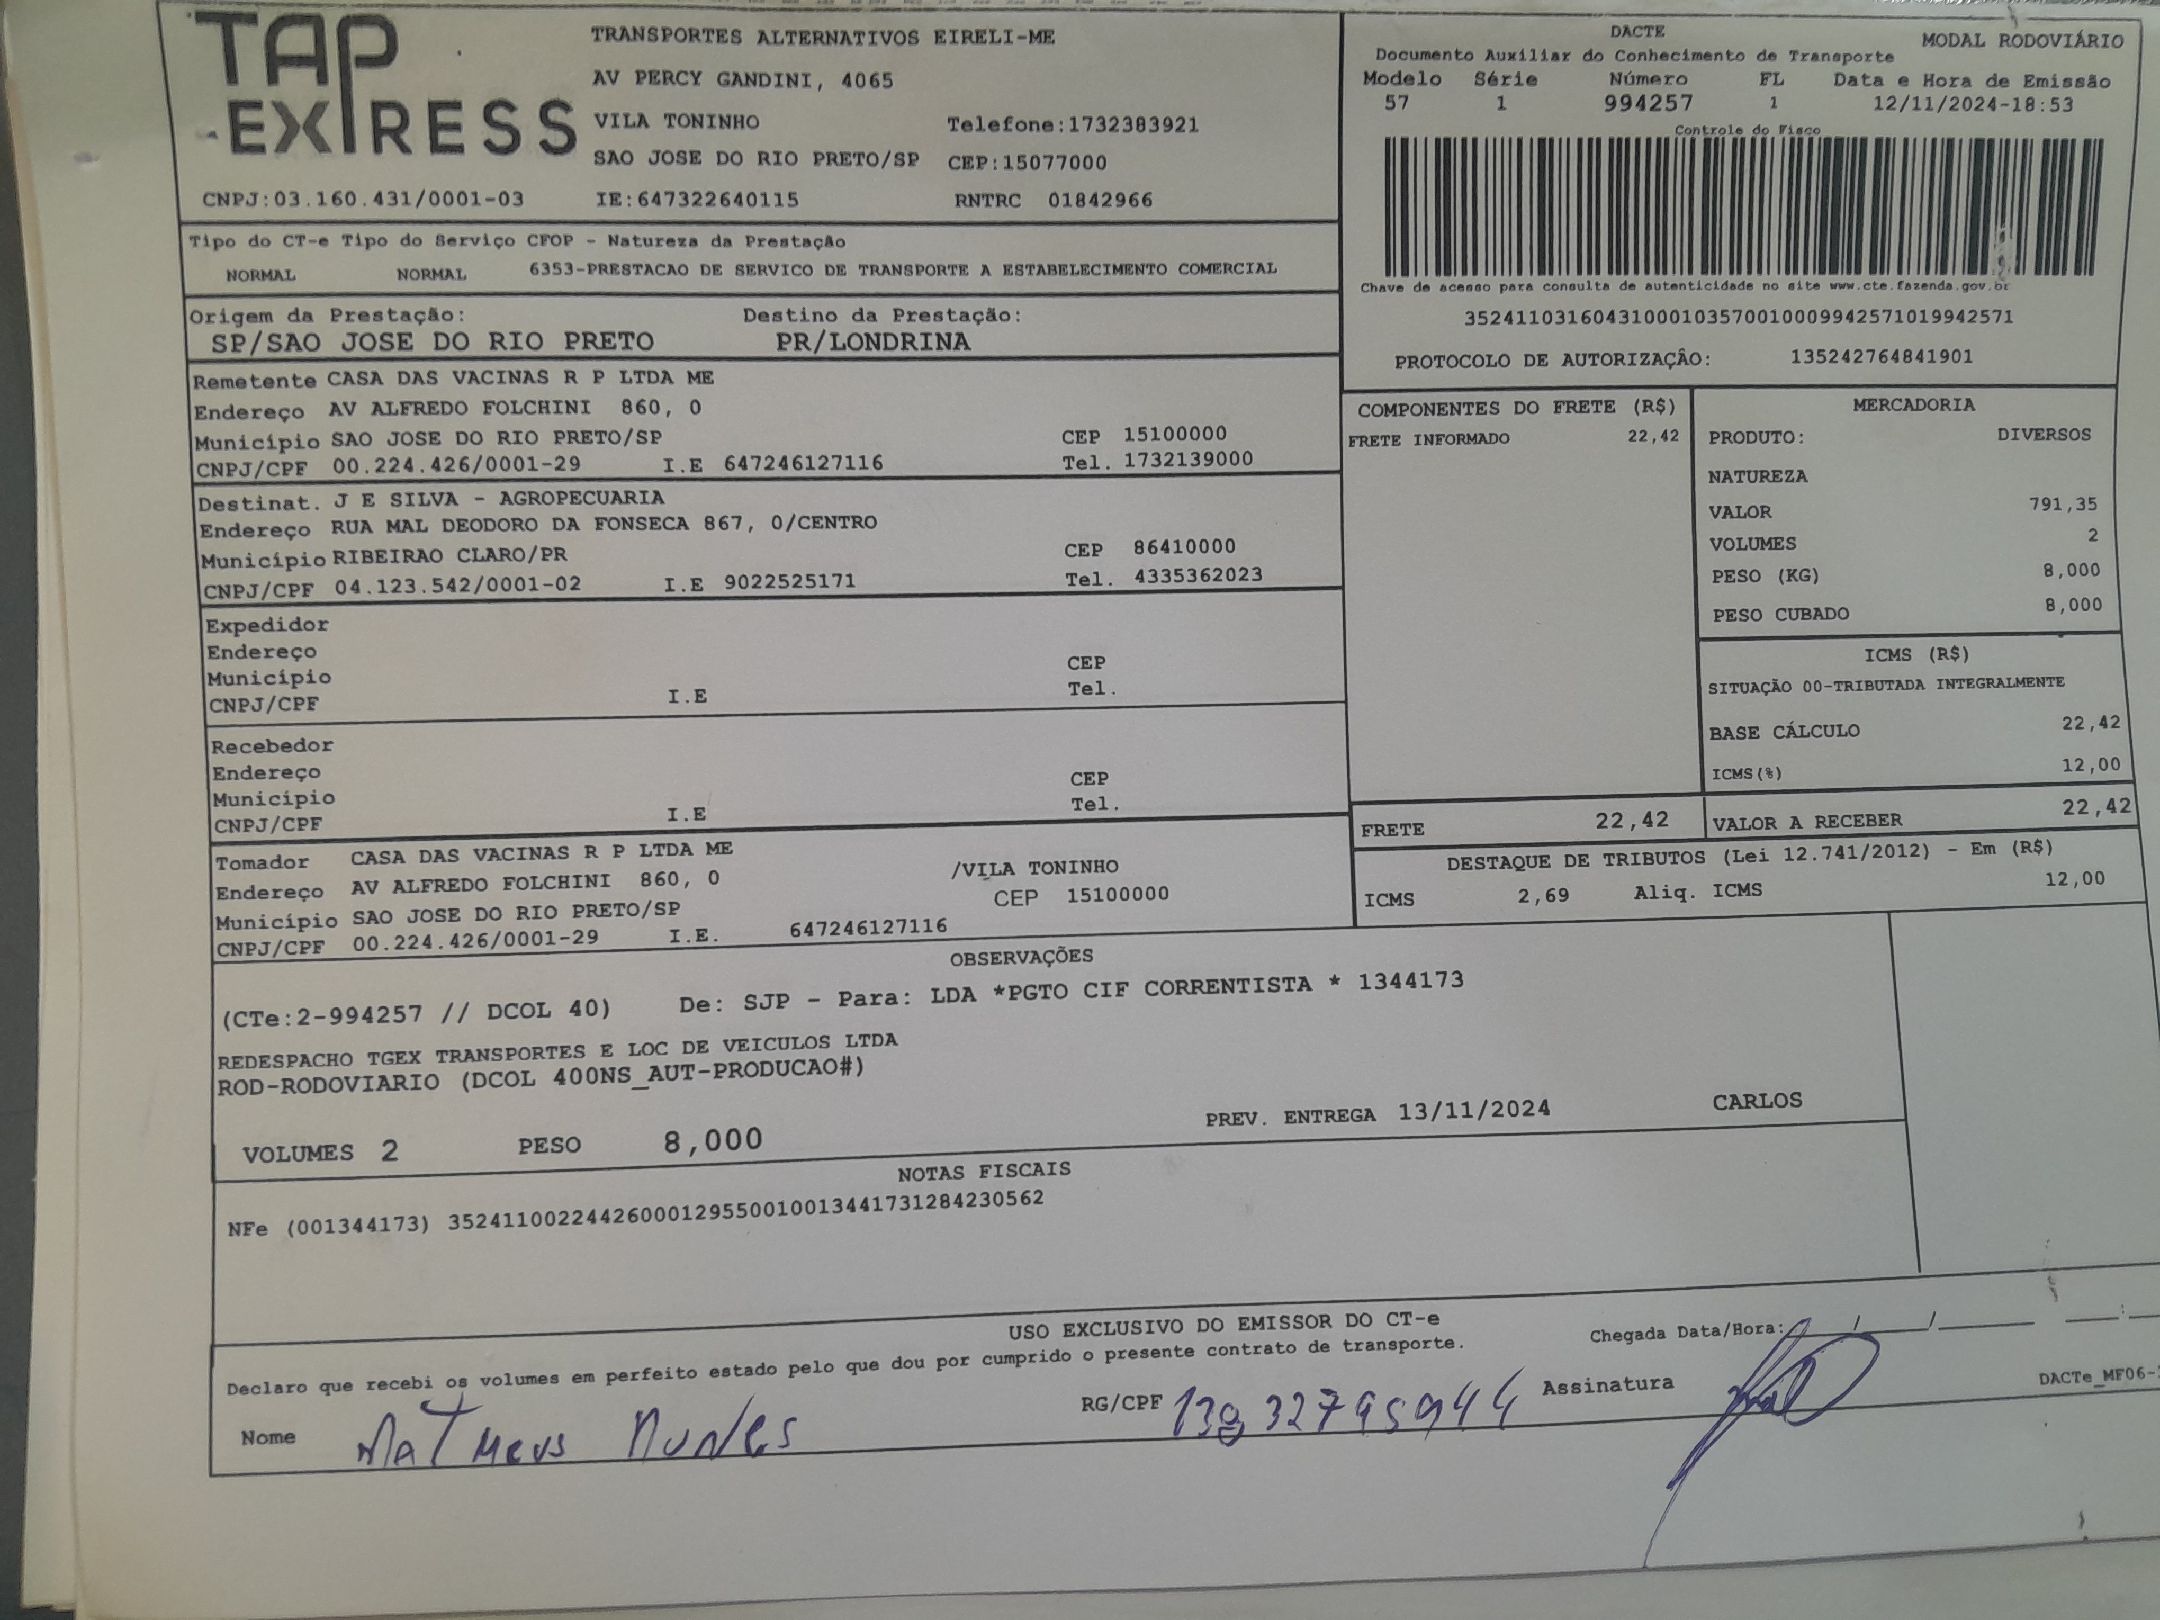 TAP EXPRESS
TRANSPORTES ALTERNATIVOS EIRELI-ME
AV PERCY GANDINI, 4065
VILA TONINHO Telefone:1732383921
SAO JOSE DO RIO PRETO/SP CEP:15077000
CNPJ:03.160.431/0001-03 IE:647322640115 RNTRC 01842966
DACTE
MODAL RODOVIÁRIO
Documento Auxiliar do Conhecimento de Transporte
Modelo Série Número FL Data e Hora de Emissão
57 1 994257 1 12/11/2024-18:53
Controle do Fisco
Chave de acesso para consulta de autenticidade no site www.cte.fazenda.gov.br
35241103160431000103570010009942571019942571
PROTOCOLO DE AUTORIZAÇÃO: 135242764841901
Tipo do CT-e Tipo do Serviço CFOP - Natureza da Prestação
NORMAL NORMAL 6353-PRESTACAO DE SERVICO DE TRANSPORTE A ESTABELECIMENTO COMERCIAL
Origem da Prestação: Destino da Prestação:
SP/SAO JOSE DO RIO PRETO PR/LONDRINA
Remetente CASA DAS VACINAS R P LTDA ME
Endereço AV ALFREDO FOLCHINI 860, 0
Município SAO JOSE DO RIO PRETO/SP CEP 15100000
CNPJ/CPF 00.224.426/0001-29 I.E 647246127116 Tel. 1732139000
Destinat. J E SILVA - AGROPECUARIA
Endereço RUA MAL DEODORO DA FONSECA 867, 0/CENTRO
Município RIBEIRAO CLARO/PR CEP 86410000
CNPJ/CPF 04.123.542/0001-02 I.E 9022525171 Tel. 4335362023
Expedidor
Endereço
Município CEP
CNPJ/CPF I.E Tel.
Recebedor
Endereço
Município CEP
CNPJ/CPF I.E Tel.
Tomador CASA DAS VACINAS R P LTDA ME
Endereço AV ALFREDO FOLCHINI 860, 0 /VILA TONINHO
Município SAO JOSE DO RIO PRETO/SP CEP 15100000
CNPJ/CPF 00.224.426/0001-29 I.E. 647246127116
COMPONENTES DO FRETE (R$)
FRETE INFORMADO 22,42
MERCADORIA
PRODUTO: DIVERSOS
NATUREZA
VALOR 791,35
VOLUMES 2
PESO (KG) 8,000
PESO CUBADO 8,000
ICMS (R$)
SITUAÇÃO 00-TRIBUTADA INTEGRALMENTE
BASE CÁLCULO 22,42
ICMS(%) 12,00
FRETE 22,42 VALOR A RECEBER 22,42
DESTAQUE DE TRIBUTOS (Lei 12.741/2012) - Em (R$)
ICMS 2,69 Aliq. ICMS 12,00
OBSERVAÇÕES
(CTe:2-994257 // DCOL 40) De: SJP - Para: LDA *PGTO CIF CORRENTISTA * 1344173
REDESPACHO TGEX TRANSPORTES E LOC DE VEICULOS LTDA
ROD-RODOVIARIO (DCOL 400NS_AUT-PRODUCAO#)
PREV. ENTREGA 13/11/2024 CARLOS
VOLUMES 2 PESO 8,000
NOTAS FISCAIS
NFe (001344173) 35241100224426000129550010013441731284230562
USO EXCLUSIVO DO EMISSOR DO CT-e
Declaro que recebi os volumes em perfeito estado pelo que dou por cumprido o presente contrato de transporte.
Chegada Data/Hora: / /
Nome Matheus Nunes RG/CPF 13832795944 Assinatura
DACTe_MF06-